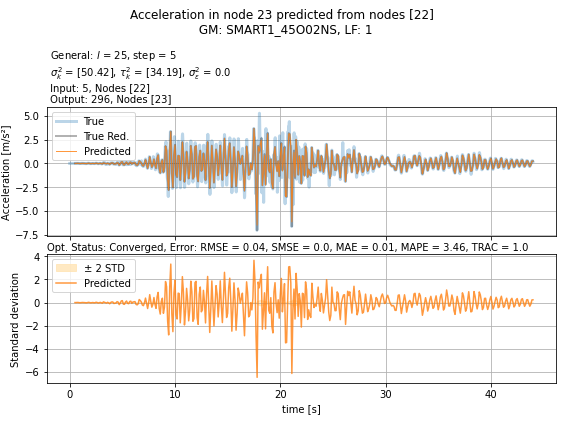 Acceleration in node 23 predicted from nodes [22]
GM: SMART1_45O02NS, LF: 1
General: l = 25, step = 5
σ²ₖ = [50.42], τ²ₖ = [34.19], σ²ε = 0.0
Input: 5, Nodes [22]
Output: 296, Nodes [23]
Acceleration [m/s²]
5.0
2.5
0.0
−2.5
−5.0
−7.5
True
True Red.
Predicted
Opt. Status: Converged, Error: RMSE = 0.04, SMSE = 0.0, MAE = 0.01, MAPE = 3.46, TRAC = 1.0
Standard deviation
4
2
0
−2
−4
−6
± 2 STD
Predicted
0 10 20 30 40
time [s]